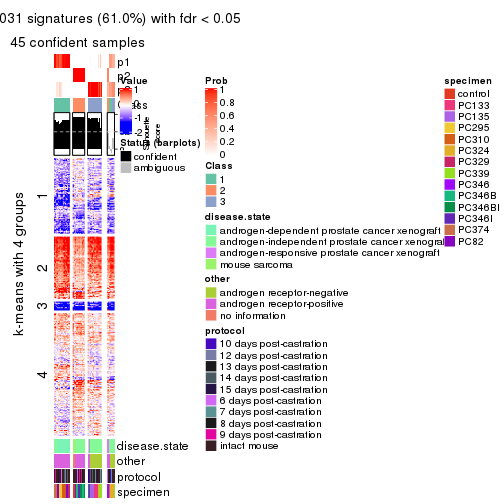 031 signatures (61.0%) with fdr < 0.05
45 confident samples
p1
p2
Value
1
-1
-2
Silhouette
score
Status (barplots)
confident
ambiguous
k-means with 4 groups
1
2
3
4
disease.state
other
protocol
specimen
Prob
1
0.8
0.6
0.4
0.2
0
Class
1
2
3
disease.state
androgen-dependent prostate cancer xenograft
androgen-independent prostate cancer xenograft
androgen-responsive prostate cancer xenograft
mouse sarcoma
other
androgen receptor-negative
androgen receptor-positive
no information
protocol
10 days post-castration
12 days post-castration
13 days post-castration
14 days post-castration
15 days post-castration
6 days post-castration
7 days post-castration
8 days post-castration
9 days post-castration
intact mouse
specimen
control
PC133
PC135
PC295
PC310
PC324
PC329
PC339
PC346
PC346B
PC346BI
PC346I
PC374
PC82